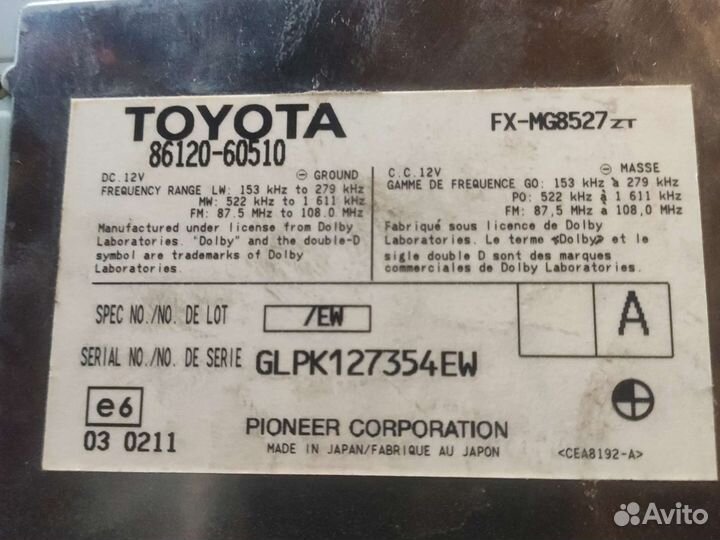 TOYOTA
86120-60510
FX-MG8527ZT
DC. 12V ⊖ GROUND
FREQUENCY RANGE LW: 153 kHz to 279 kHz
MW: 522 kHz to 1 611 kHz
FM: 87.5 MHz to 108.0 MHz
Manufactured under license from Dolby
Laboratories. "Dolby" and the double-D
symbol are trademarks of Dolby
Laboratories.
C.C. 12V ⊖ MASSE
GAMME DE FREQUENCE GO: 153 kHz à 279 kHz
PO: 522 kHz à 1 611 kHz
FM: 87,5 MHz à 108,0 MHz
Fabriqué sous licence de Dolby
Laboratories. Le terme «Dolby» et le
sigle double D sont des marques
commerciales de Dolby Laboratories.
SPEC NO./NO. DE LOT /EW
A
SERIAL NO./NO. DE SERIE GLPK127354EW
e6
03 0211
PIONEER CORPORATION
MADE IN JAPAN/FABRIQUE AU JAPON
<CEA8192-A>
Avito